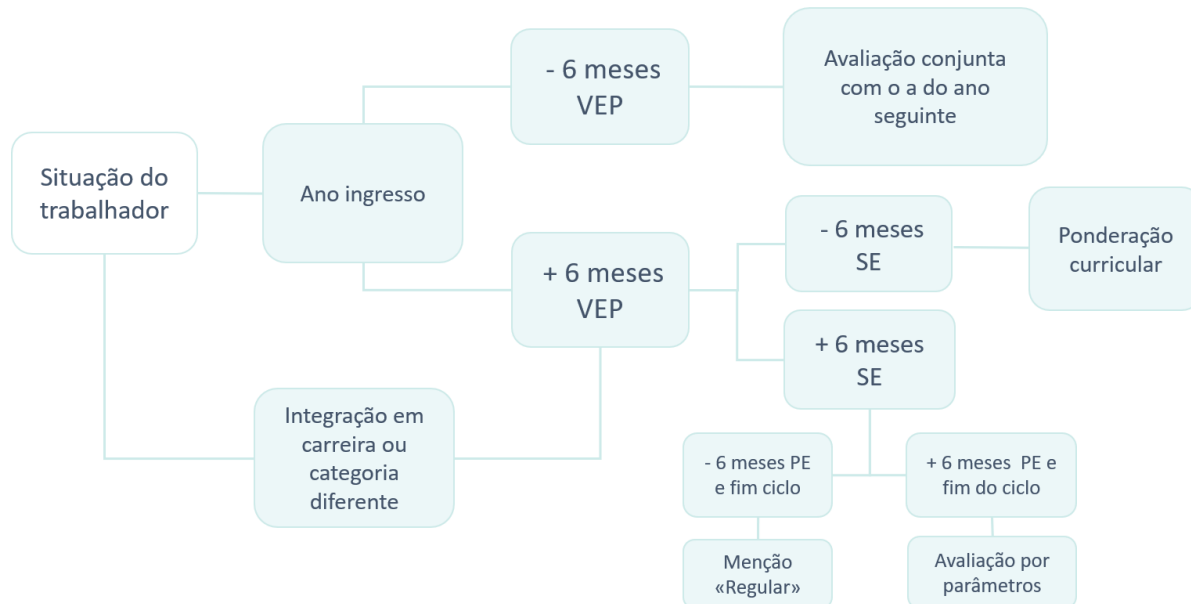 Situação do
trabalhador
Ano ingresso
- 6 meses
VEP
Avaliação conjunta
com o a do ano
seguinte
+ 6 meses
VEP
- 6 meses
SE
Ponderação
curricular
+ 6 meses
SE
Integração em
carreira ou
categoria
diferente
- 6 meses PE
e fim ciclo
+ 6 meses  PE e
fim do ciclo
Menção
«Regular»
Avaliação por
parâmetros